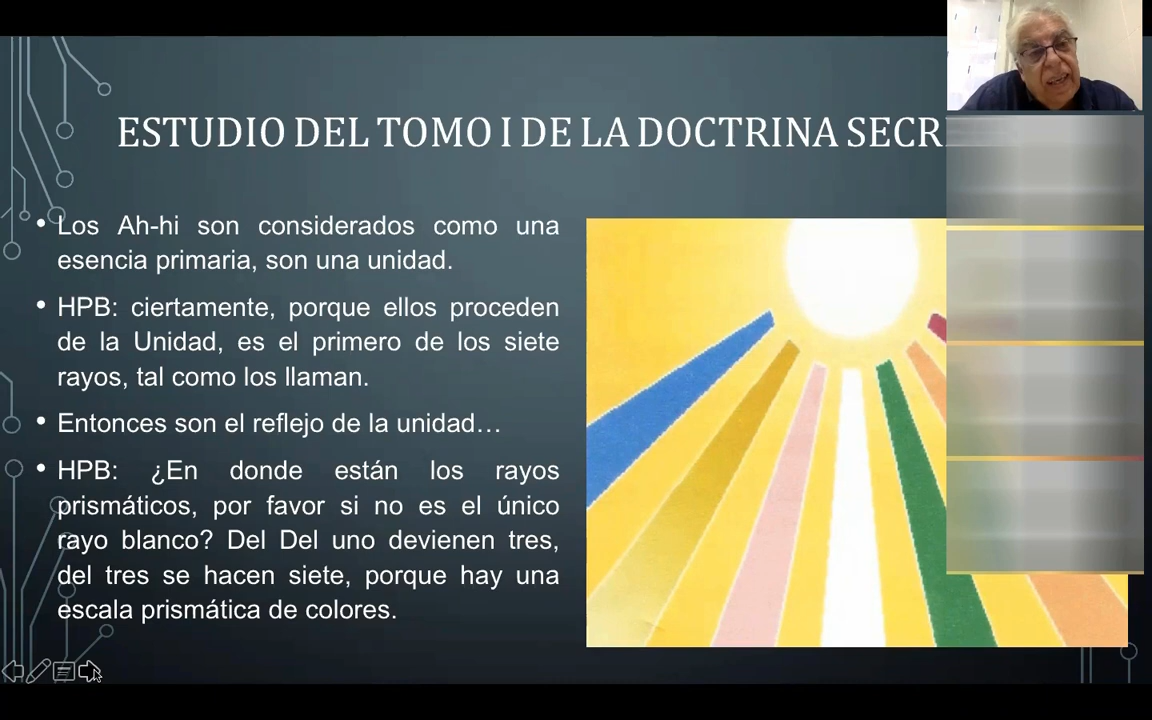 ESTUDIO DEL TOMO I DE LA DOCTRINA
• Los Ah-hi son considerados como una
esencia primaria, son una unidad.
• HPB: ciertamente, porque ellos proceden
de la Unidad, es el primero de los siete
rayos, tal como los llaman.
• Entonces son el reflejo de la unidad…
• HPB: ¿En donde están los rayos
prismáticos, por favor si no es el único
rayo blanco? Del Del uno devienen tres,
del tres se hacen siete, porque hay una
escala prismática de colores.